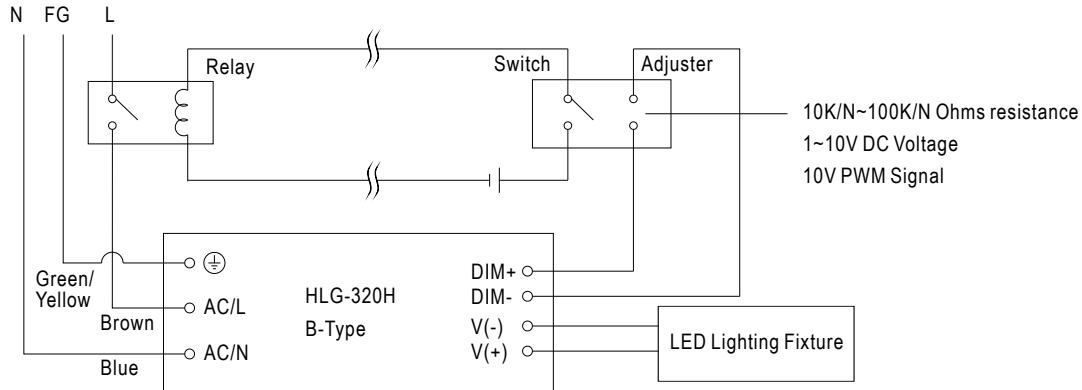 N FG L
Relay
Switch
Adjuster
10K/N~100K/N Ohms resistance
1~10V DC Voltage
10V PWM Signal
Green/
Yellow
Brown
Blue
AC/L
AC/N
HLG-320H
B-Type
DIM+
DIM-
V(-)
V(+)
LED Lighting Fixture